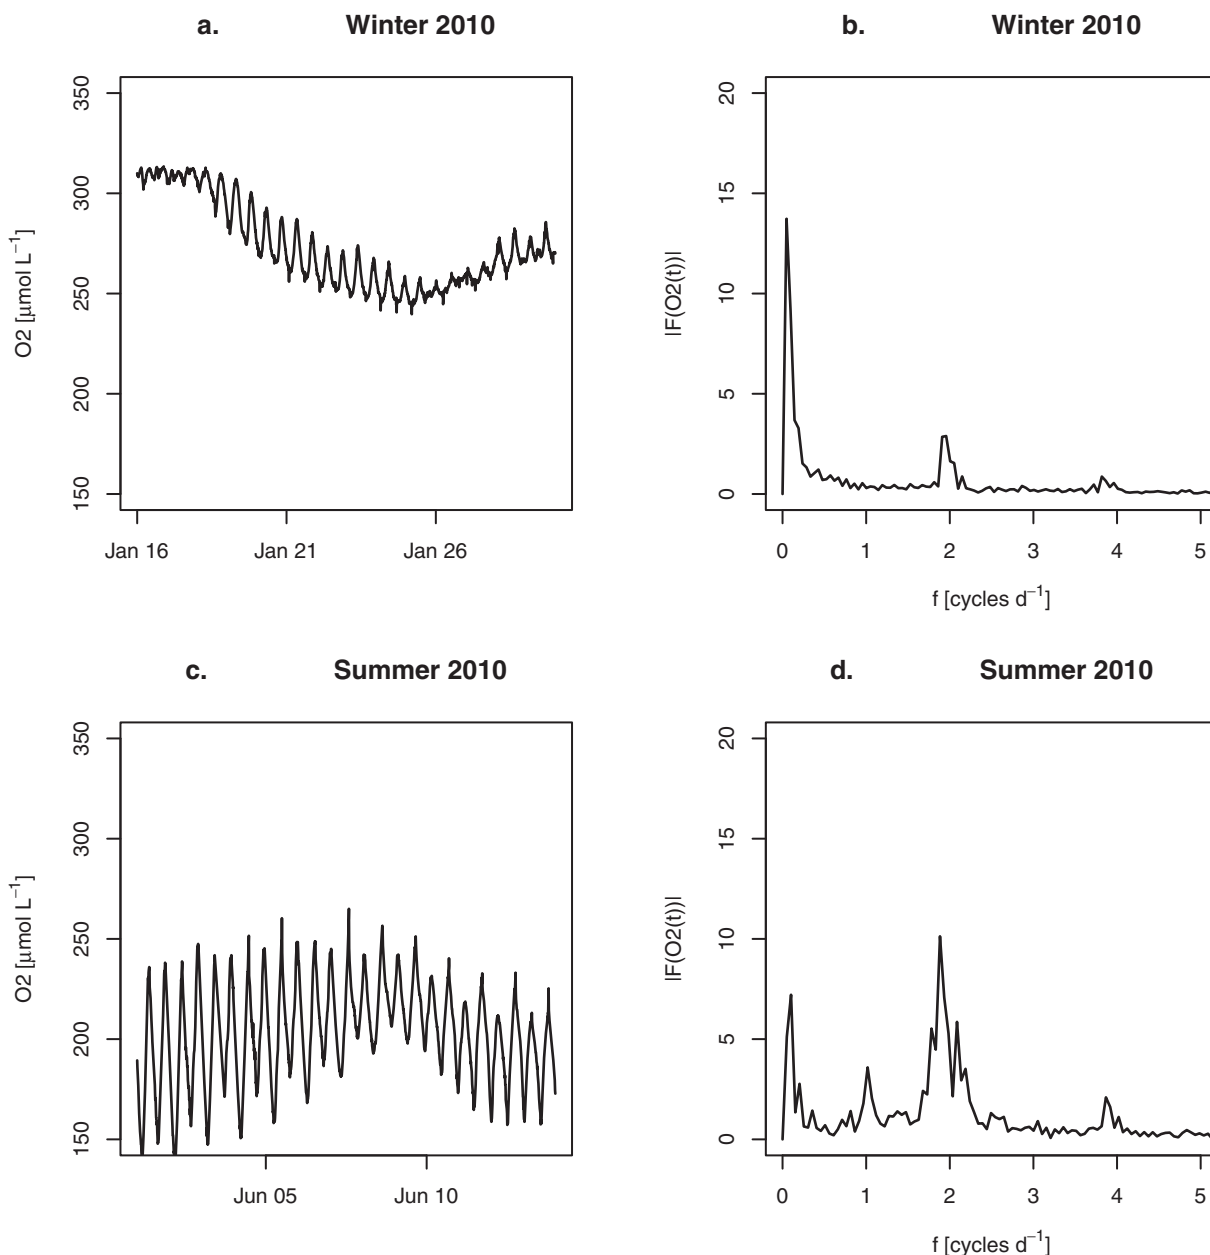 a. Winter 2010
350
300
250
200
150
O2 [μmol L⁻¹]
Jan 16 Jan 21 Jan 26
b. Winter 2010
20
15
10
5
0
|F(O2(t))|
0 1 2 3 4 5
f [cycles d⁻¹]
c. Summer 2010
350
300
250
200
150
O2 [μmol L⁻¹]
Jun 05 Jun 10
d. Summer 2010
20
15
10
5
0
|F(O2(t))|
0 1 2 3 4 5
f [cycles d⁻¹]